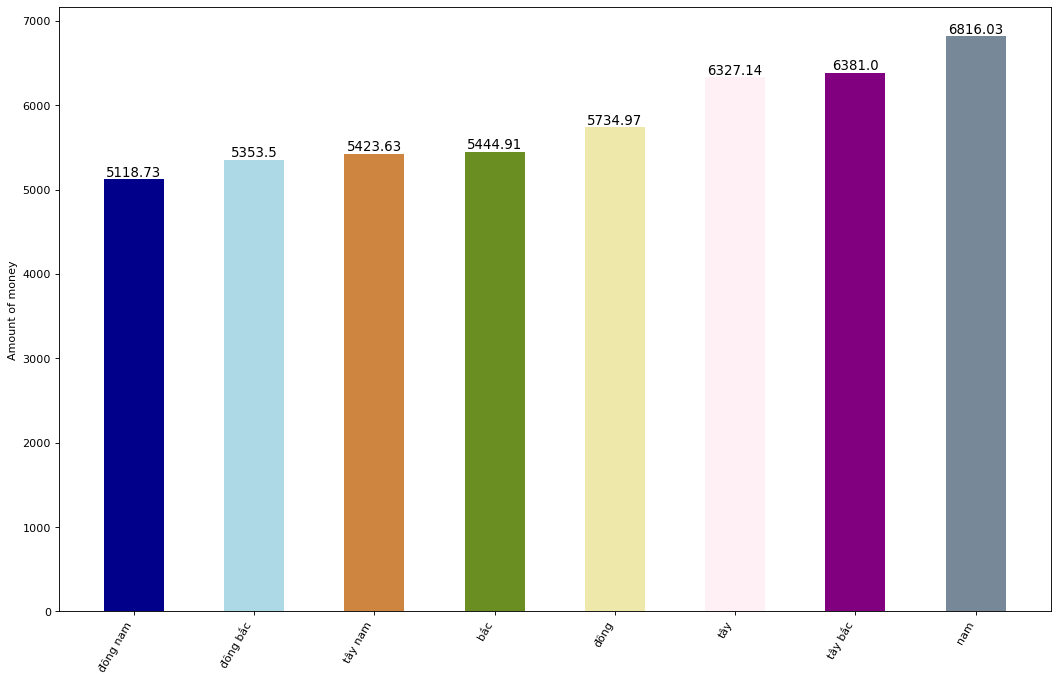 7000
6000
5000
4000
3000
2000
1000
0
Amount of money
5118.73
5353.5
5423.63
5444.91
5734.97
6327.14
6381.0
6816.03
đông nam
đông bắc
tây nam
bắc
đông
tây
tây bắc
nam